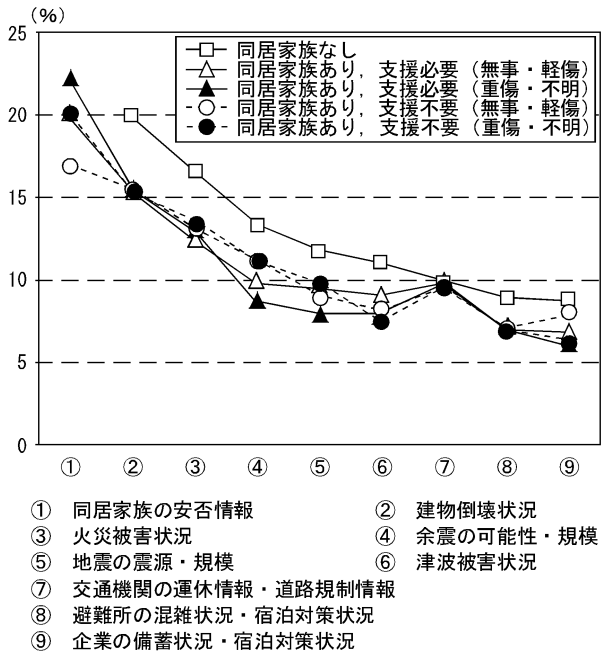 (%)
25
20
15
10
5
0
同居家族なし
同居家族あり，支援必要（無事・軽傷）
同居家族あり，支援必要（重傷・不明）
同居家族あり，支援不要（無事・軽傷）
同居家族あり，支援不要（重傷・不明）
① ② ③ ④ ⑤ ⑥ ⑦ ⑧ ⑨
① 同居家族の安否情報 ② 建物倒壊状況
③ 火災被害状況 ④ 余震の可能性・規模
⑤ 地震の震源・規模 ⑥ 津波被害状況
⑦ 交通機関の運休情報・道路規制情報
⑧ 避難所の混雑状況・宿泊対策状況
⑨ 企業の備蓄状況・宿泊対策状況